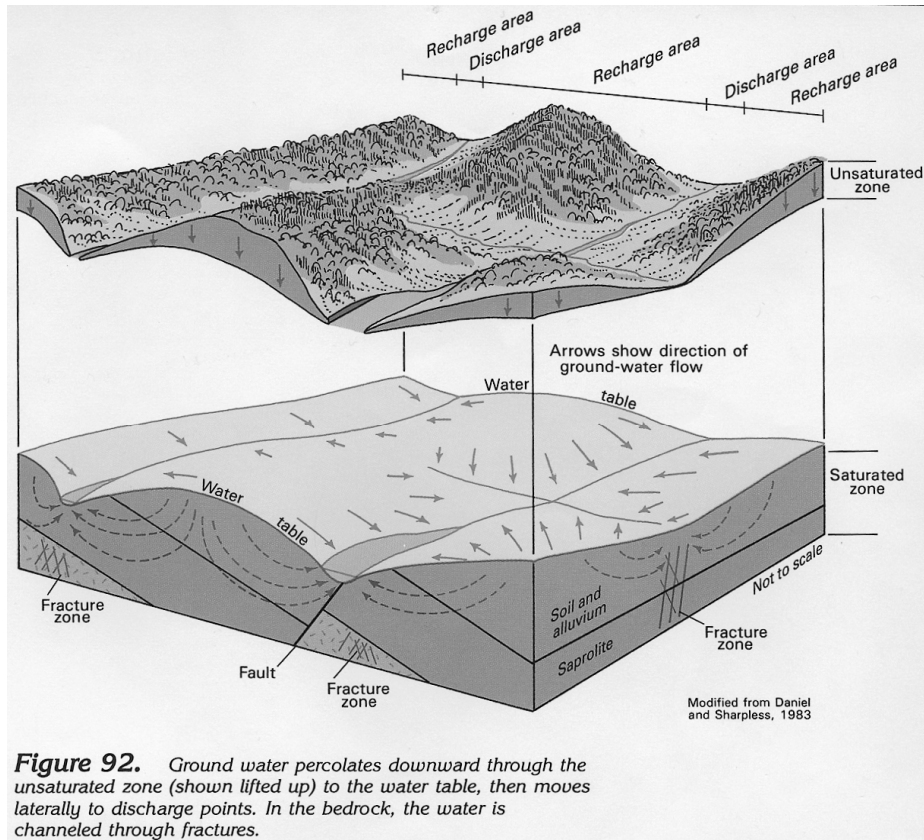 Recharge area
Discharge area
Recharge area
Discharge area
Recharge area
Unsaturated
zone
Arrows show direction of
ground-water flow
Water
table
Water
table
Saturated
zone
Soil and
alluvium
Saprolite
Not to scale
Fracture
zone
Fault
Fracture
zone
Fracture
zone
Modified from Daniel
and Sharpless, 1983
Figure 92. Ground water percolates downward through the
unsaturated zone (shown lifted up) to the water table, then moves
laterally to discharge points. In the bedrock, the water is
channeled through fractures.